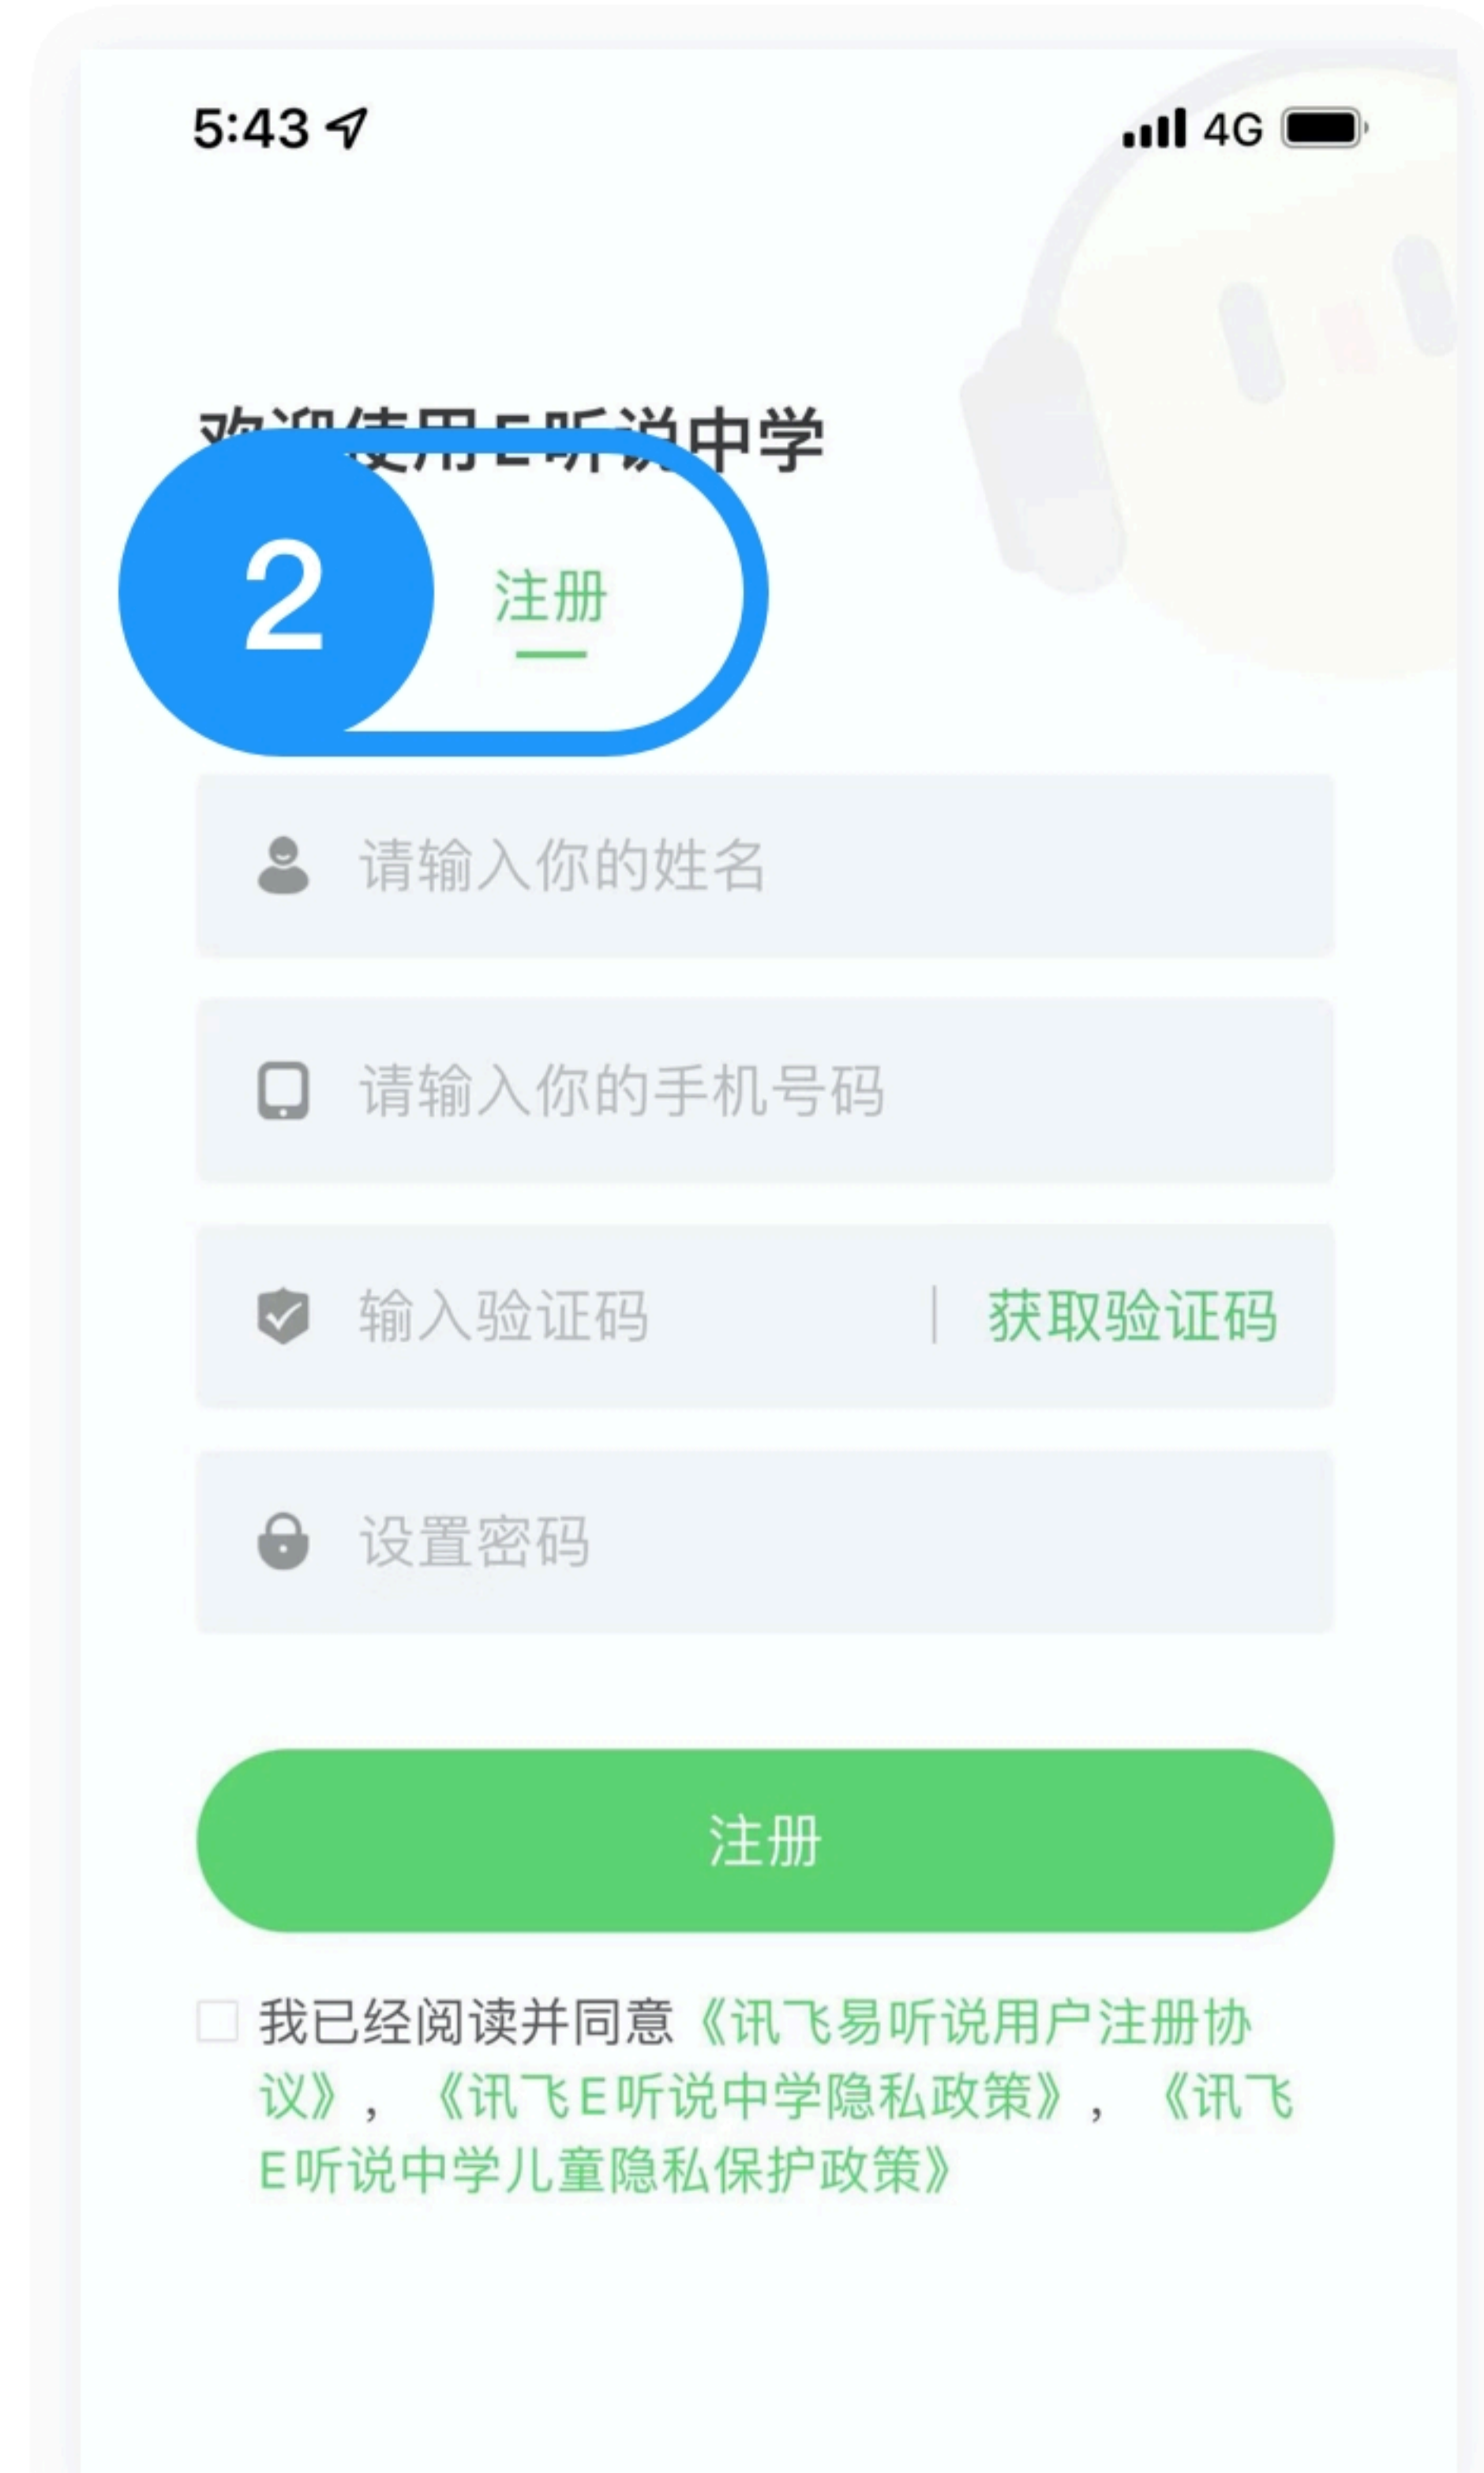 5:43 4G
欢迎使用E听说中学
2 注册
请输入你的姓名
请输入你的手机号码
输入验证码 获取验证码
设置密码
注册
我已经阅读并同意《讯飞易听说用户注册协
议》，《讯飞E听说中学隐私政策》，《讯飞
E听说中学儿童隐私保护政策》